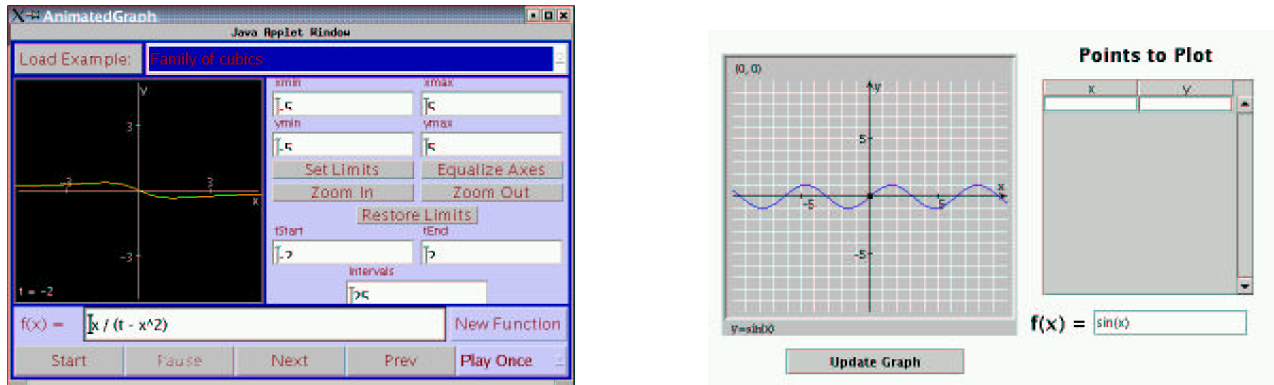 AnimatedGraph
Java Applet Window
Load Example: Family of cubics
xmin xmax
-5 5
ymin ymax
-5 5
Set Limits Equalize Axes
Zoom In Zoom Out
Restore Limits
tStart tEnd
-2 2
Intervals
25
y
3
-3 3
x
-3
t = -2
f(x) = x / (t - x^2) New Function
Start Pause Next Prev Play Once
(0, 0)
y
5
x
-5 5
-5
y=sin(x)
Update Graph
Points to Plot
x y
f(x) = sin(x)